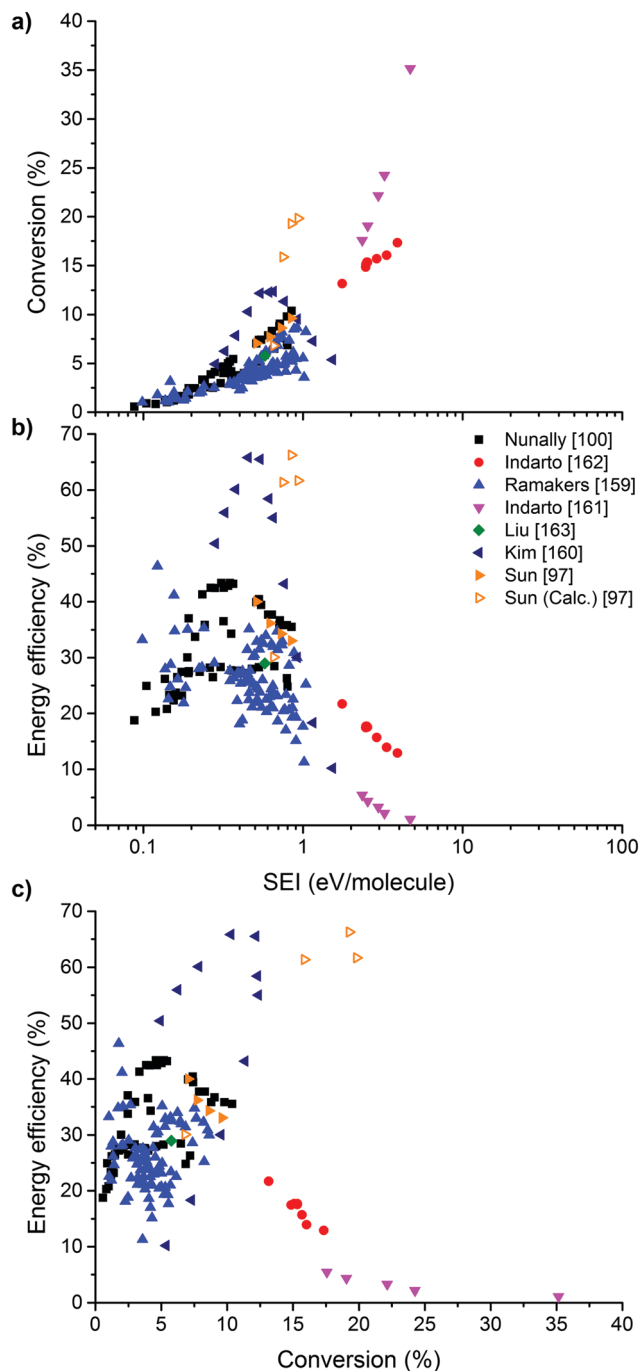 a)
40
35
30
25
20
15
10
5
0
Conversion (%)
b)
70
60
50
40
30
20
10
0
Energy efficiency (%)
Nunally [100]
Indarto [162]
Ramakers [159]
Indarto [161]
Liu [163]
Kim [160]
Sun [97]
Sun (Calc.) [97]
0.1 1 10 100
SEI (eV/molecule)
c)
70
60
50
40
30
20
10
0
Energy efficiency (%)
0 5 10 15 20 25 30 35 40
Conversion (%)